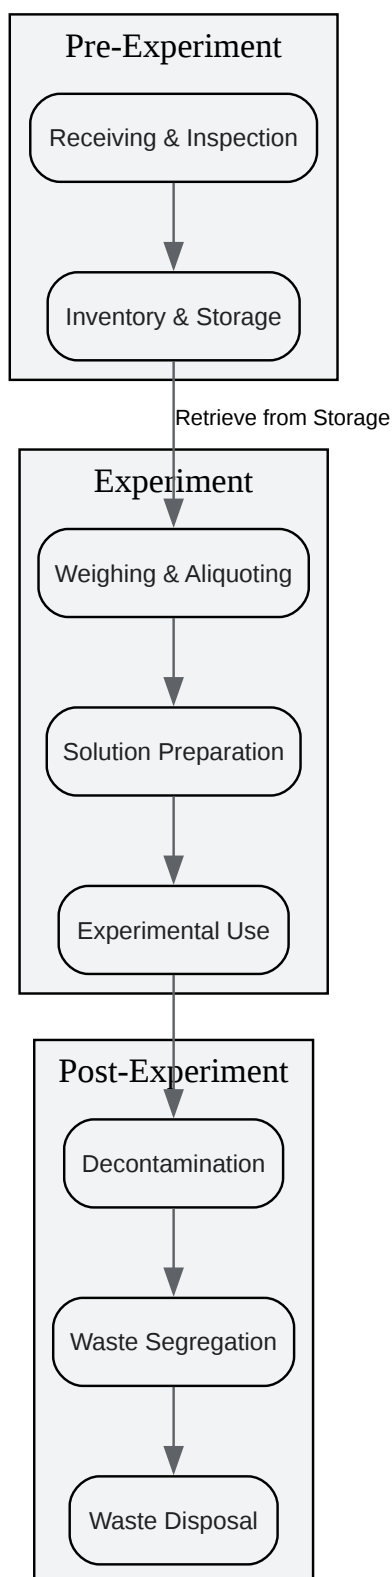 Pre-Experiment
Receiving & Inspection
Inventory & Storage
Retrieve from Storage
Experiment
Weighing & Aliquoting
Solution Preparation
Experimental Use
Post-Experiment
Decontamination
Waste Segregation
Waste Disposal